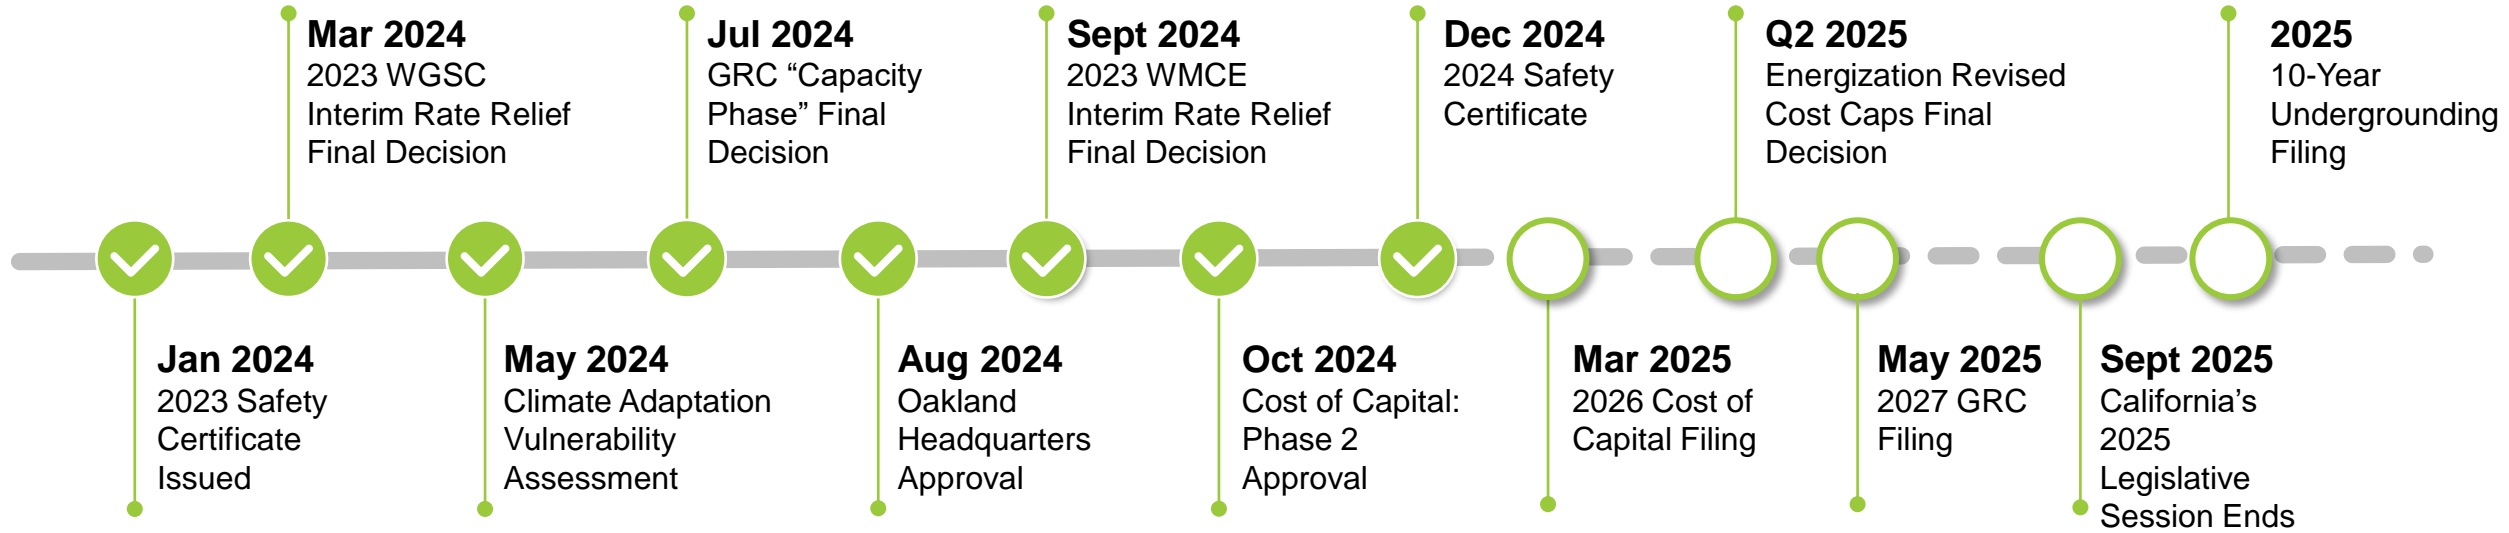 Mar 2024
2023 WGSC
Interim Rate Relief
Final Decision
Jul 2024
GRC “Capacity
Phase” Final
Decision
Sept 2024
2023 WMCE
Interim Rate Relief
Final Decision
Dec 2024
2024 Safety
Certificate
Q2 2025
Energization Revised
Cost Caps Final
Decision
2025
10-Year
Undergrounding
Filing
Jan 2024
2023 Safety
Certificate
Issued
May 2024
Climate Adaptation
Vulnerability
Assessment
Aug 2024
Oakland
Headquarters
Approval
Oct 2024
Cost of Capital:
Phase 2
Approval
Mar 2025
2026 Cost of
Capital Filing
May 2025
2027 GRC
Filing
Sept 2025
California’s
2025
Legislative
Session Ends